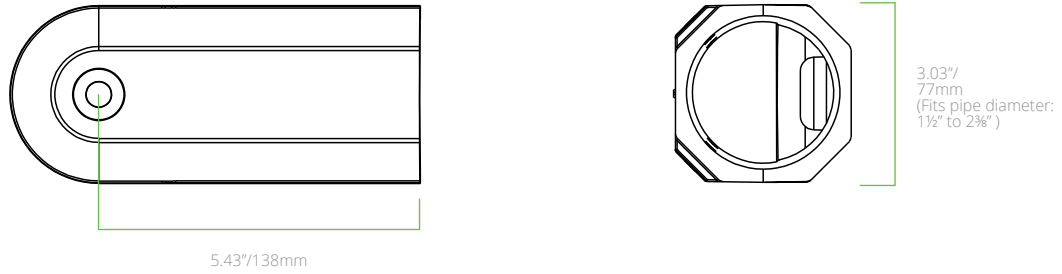 3.03”/
77mm
(Fits pipe diameter:
1½” to 2⅜” )
5.43”/138mm